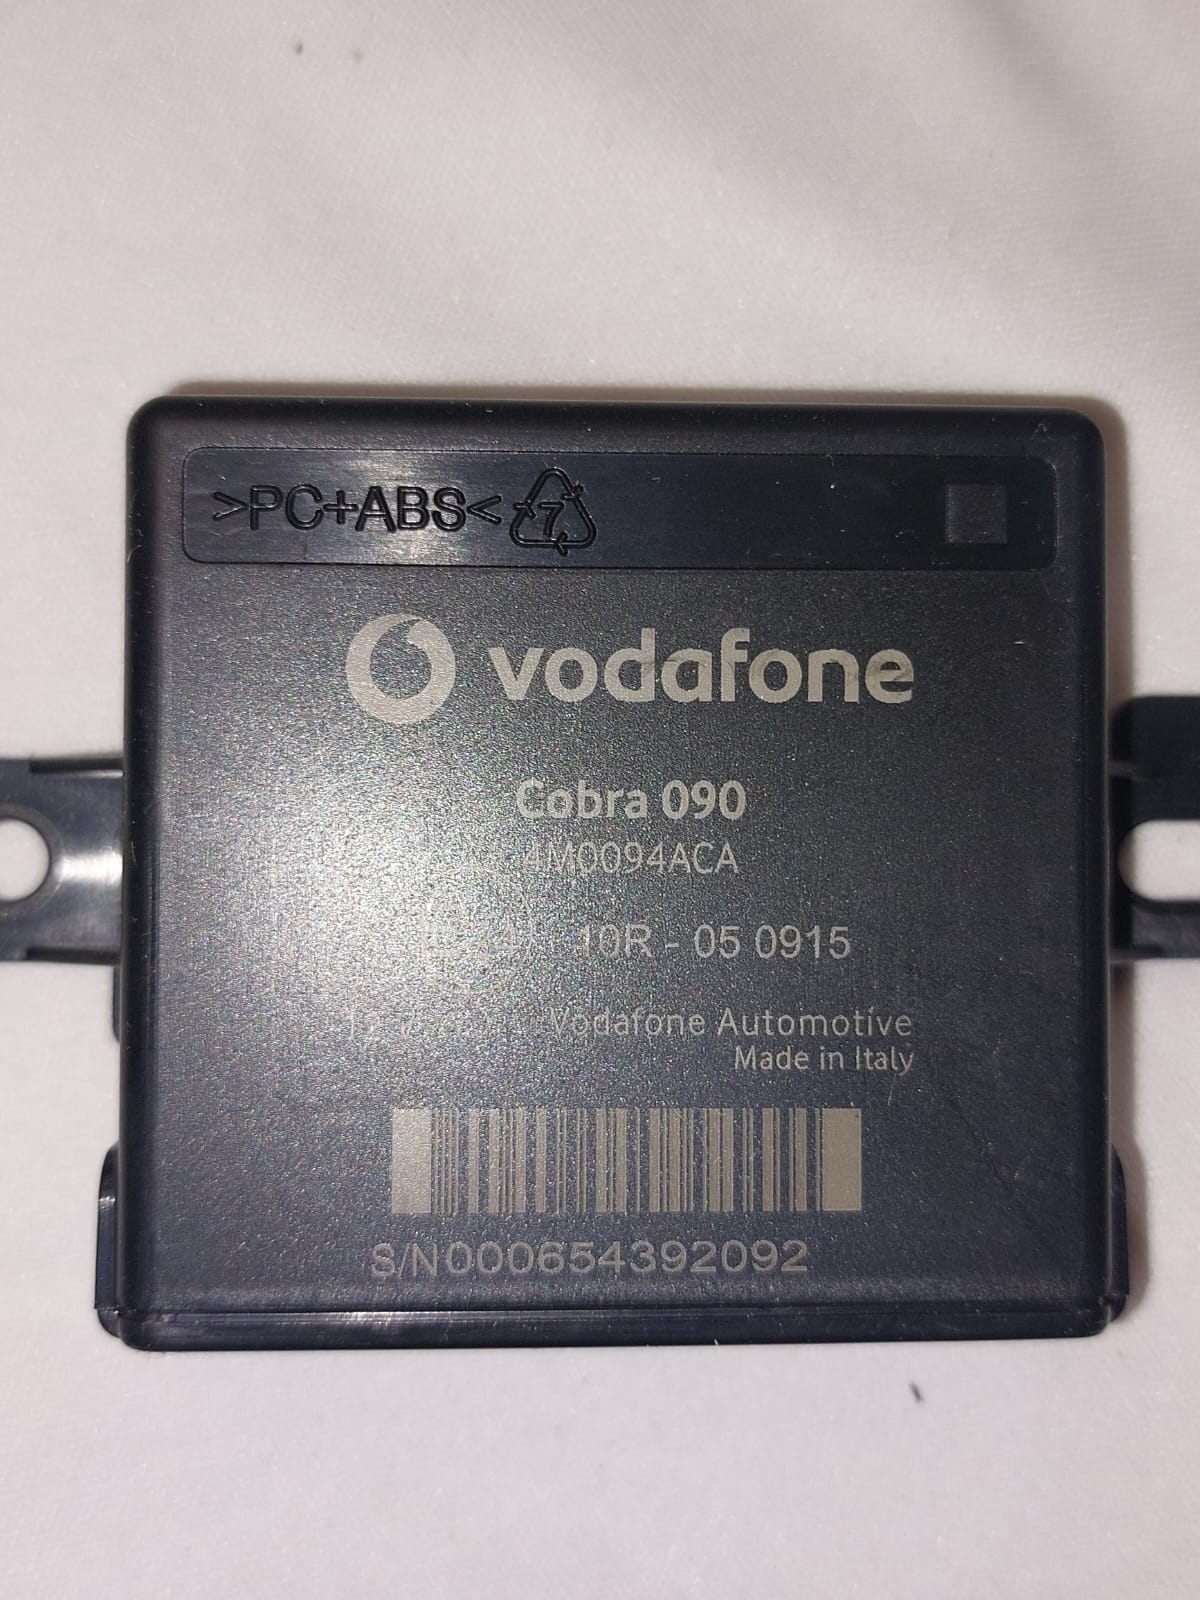 >PC+ABS< 7
vodafone
Cobra 090
4M0094ACA
10R - 05 0915
Vodafone Automotive
Made in Italy
S/N000654392092